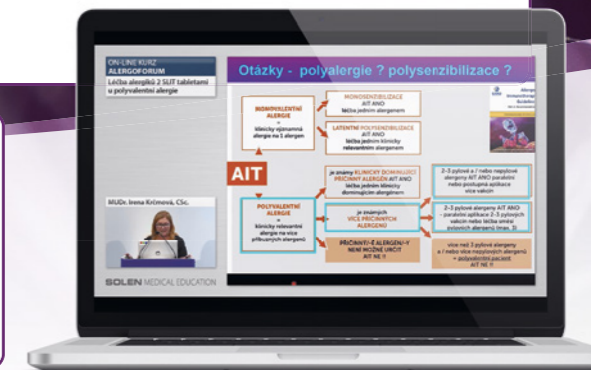 ON-LINE KURZ
ALERGOFORUM
Léčba alergiků 2 SLIT tabletami
u polyvalentní alergie
Otázky - polyalergie ? polysenzibilizace ?
MONOVALENTNÍ
ALERGIE
=
klinicky významná
alergie na 1 alergen
MONOSENZIBILIZACE
AIT ANO
léčba jedním alergenem
LATENTNÍ POLYSENZIBILIZACE
AIT ANO
léčba jedním klinicky
relevantním alergenem
AIT
POLYVALENTNÍ
ALERGIE
=
klinicky relevantní
alergie na více
příbuzných alergenů
je známý KLINICKY DOMINUJÍCÍ
PŘÍČINNÝ ALERGEN AIT ANO
léčba jedním klinicky
dominujícím alergenem
je známých
VÍCE PŘÍČINNÝCH
ALERGENŮ
PŘÍČINNÝ/-É ALERGEN/-Y
NENÍ MOŽNÉ URČIT
AIT NE !!
2-3 pylové a / nebo nepylové
alergeny AIT ANO paralelní
nebo postupná aplikace
více vakcín
2-3 pylové alergeny AIT ANO
- paralelní aplikace 2-3 pylových
vakcín nebo léčba směsí
pylových alergenů (max. 3)
více než 3 pylové alergeny
a / nebo více nepylových alergenů
= polyvalentní pacient
AIT NE !!
MUDr. Irena Krčmová, CSc.
SOLEN MEDICAL EDUCATION